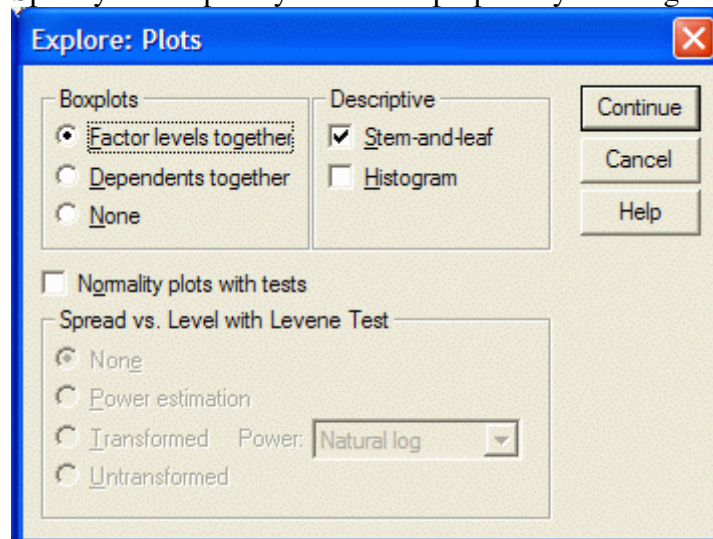 Explore: Plots
Boxplots
Factor levels together
Dependents together
None
Descriptive
Stem-and-leaf
Histogram
Continue
Cancel
Help
Normality plots with tests
Spread vs. Level with Levene Test
None
Power estimation
Transformed Power: Natural log
Untransformed